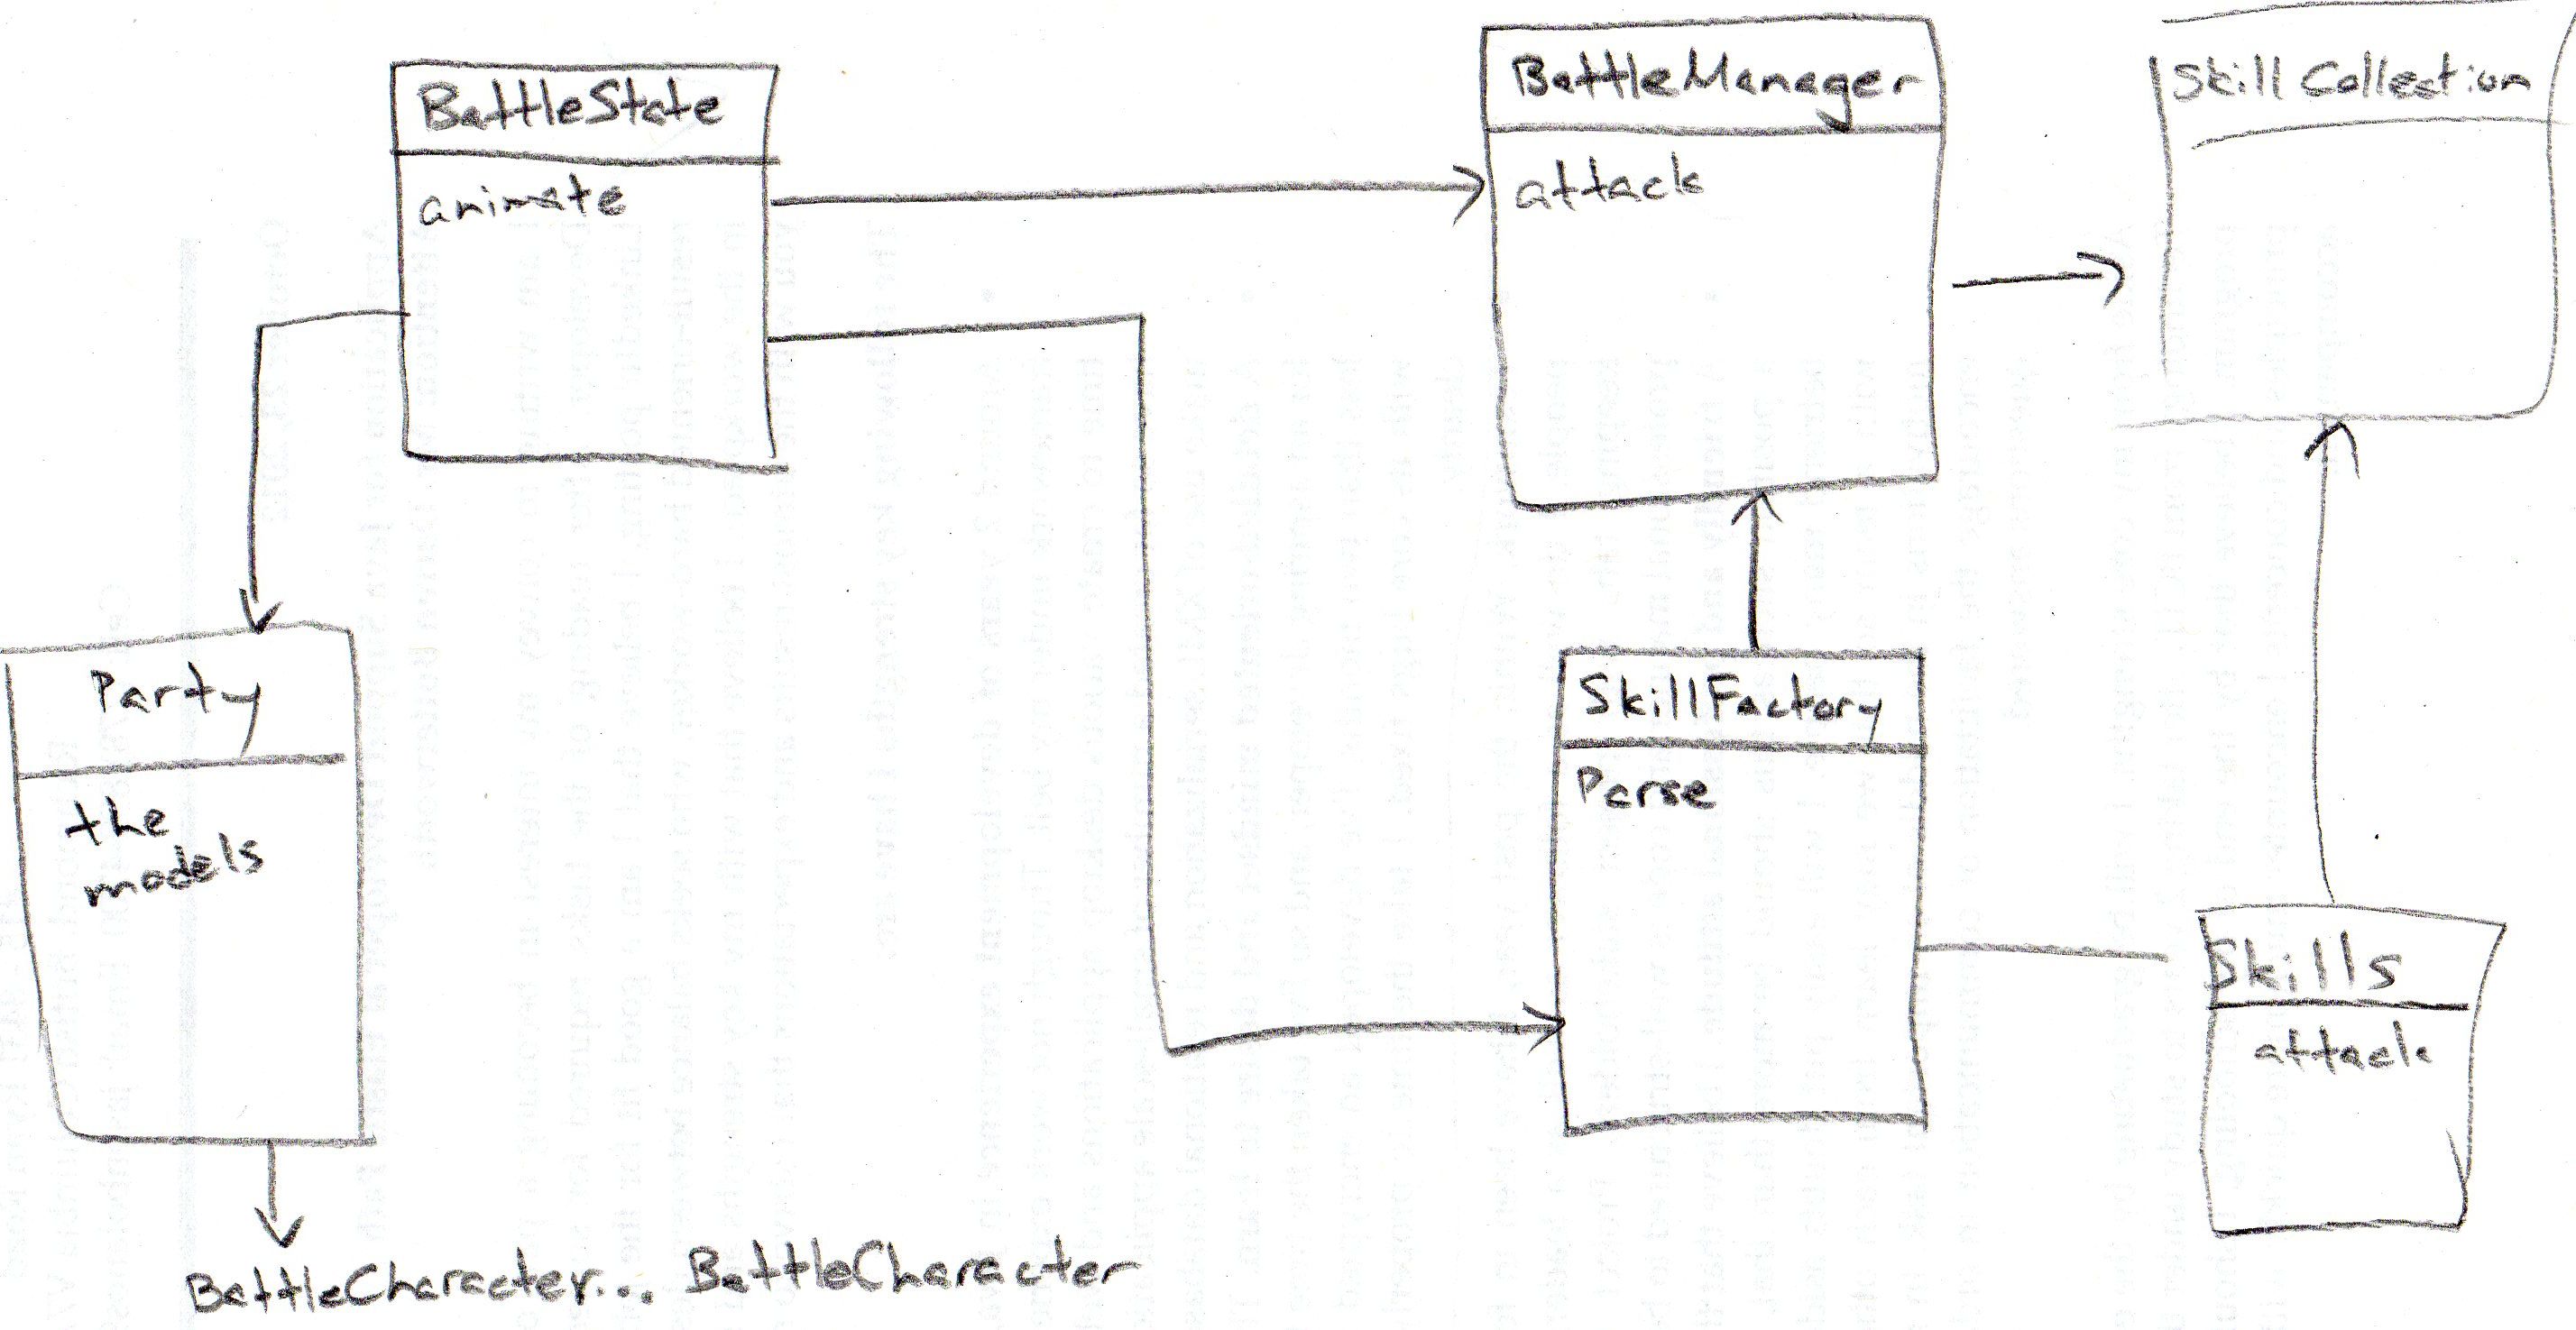 BattleState
animate
BattleManager
attack
Skill Collection
Party
the
models
SkillFactory
Parse
Skills
attack
BattleCharacter... BattleCharacter